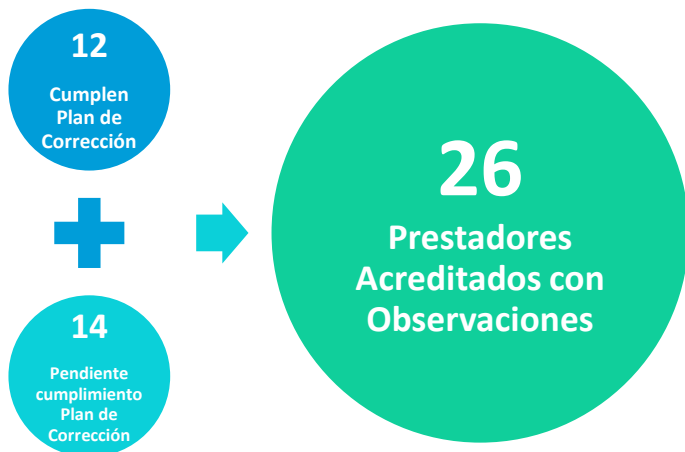 12
Cumplen
Plan de
Corrección
14
Pendiente
cumplimiento
Plan de
Corrección
26
Prestadores
Acreditados con
Observaciones